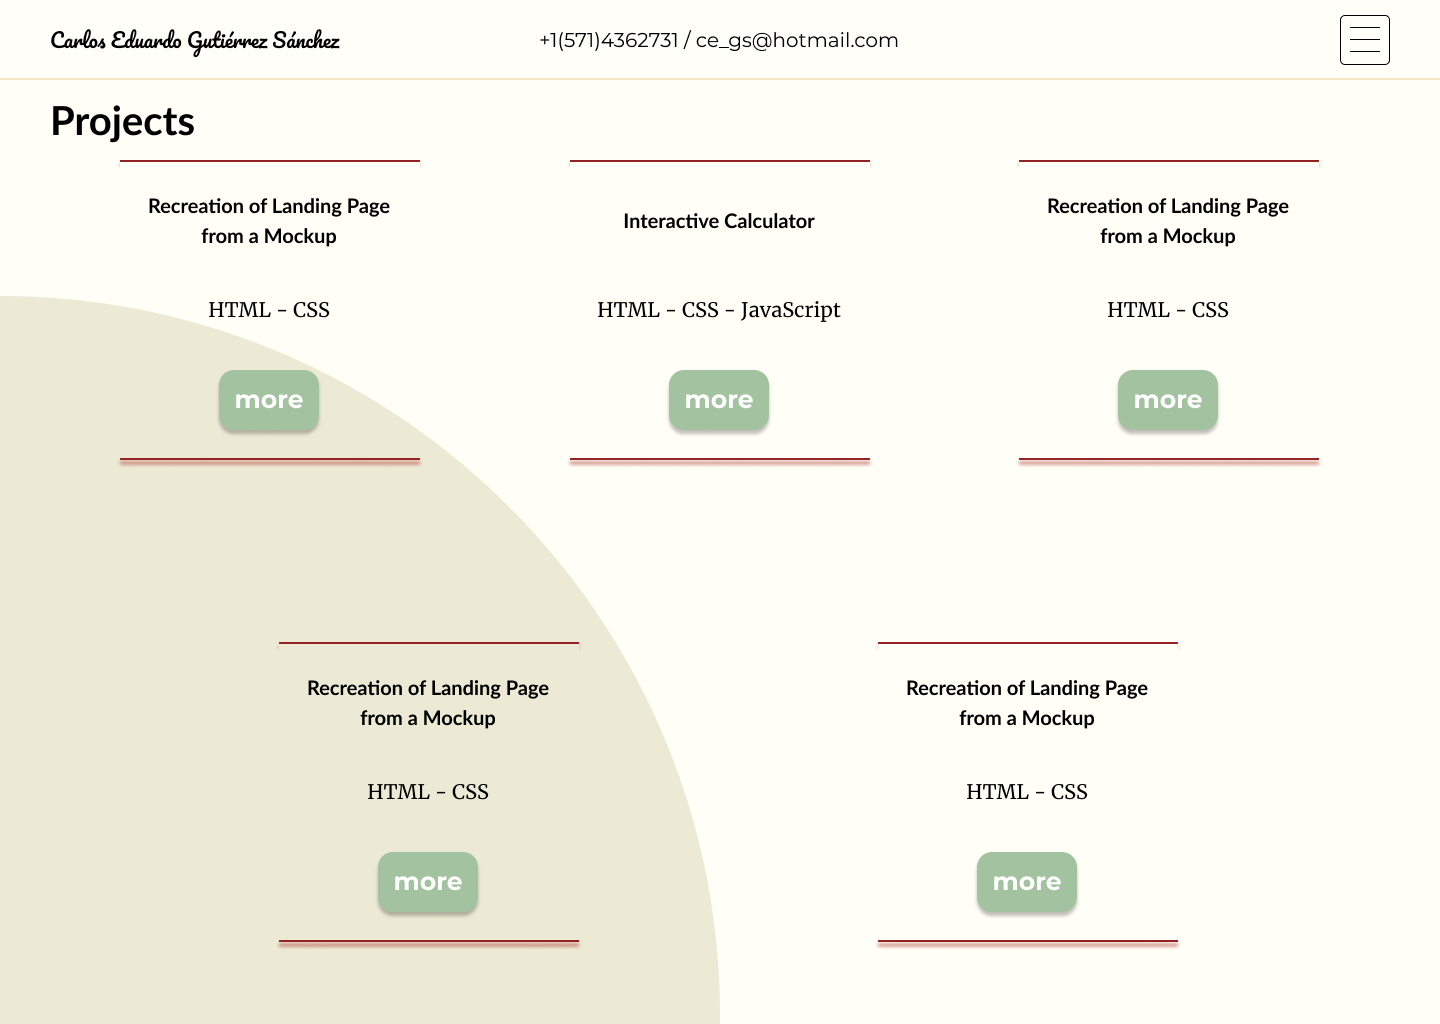 Carlos Eduardo Gutiérrez Sánchez
+1(571)4362731 / ce_gs@hotmail.com
Projects
Recreation of Landing Page
from a Mockup
HTML - CSS
more
Interactive Calculator
HTML - CSS - JavaScript
more
Recreation of Landing Page
from a Mockup
HTML - CSS
more
Recreation of Landing Page
from a Mockup
HTML - CSS
more
Recreation of Landing Page
from a Mockup
HTML - CSS
more